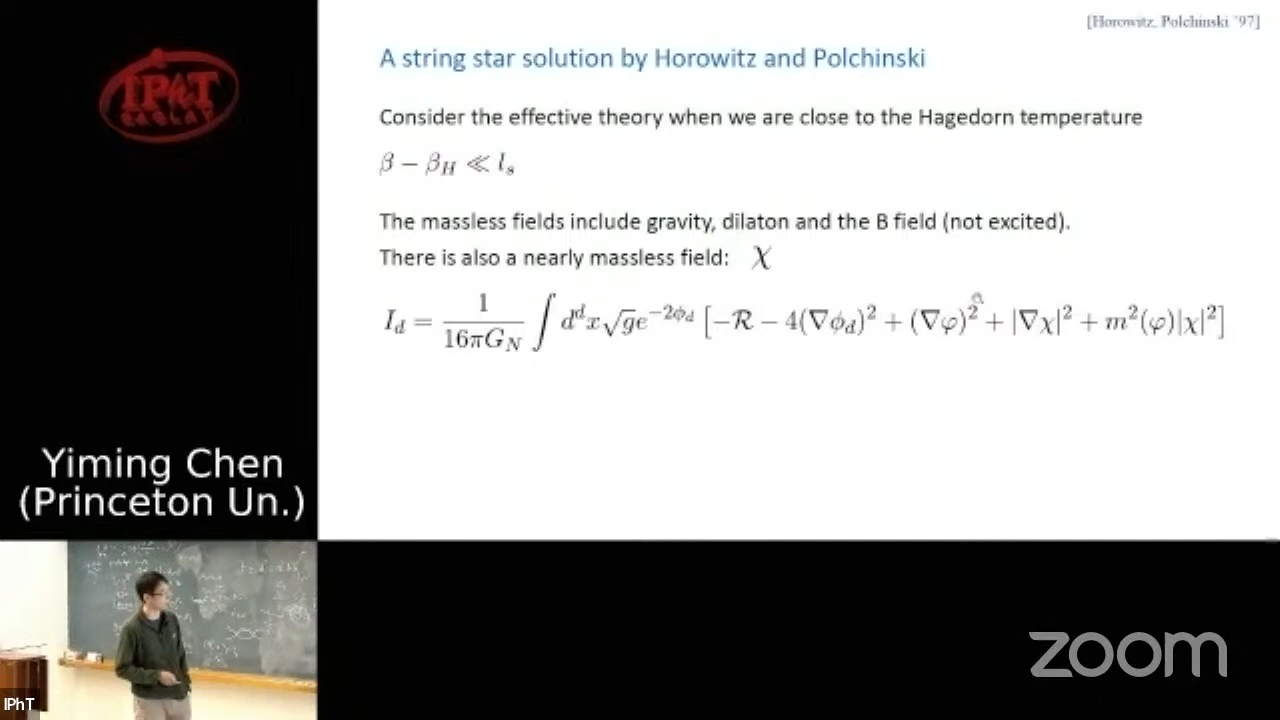 [Horowitz, Polchinski '97]
IPhT
SACLAY
A string star solution by Horowitz and Polchinski
Consider the effective theory when we are close to the Hagedorn temperature
β − β_H ≪ l_s
The massless fields include gravity, dilaton and the B field (not excited).
There is also a nearly massless field: χ
I_d = \frac{1}{16πG_N} ∫ d^d x √g e^{−2ϕ_d} [−ℛ − 4(∇ϕ_d)² + (∇φ)² + |∇χ|² + m²(φ)|χ|²]
Yiming Chen
(Princeton Un.)
zoom
IPhT